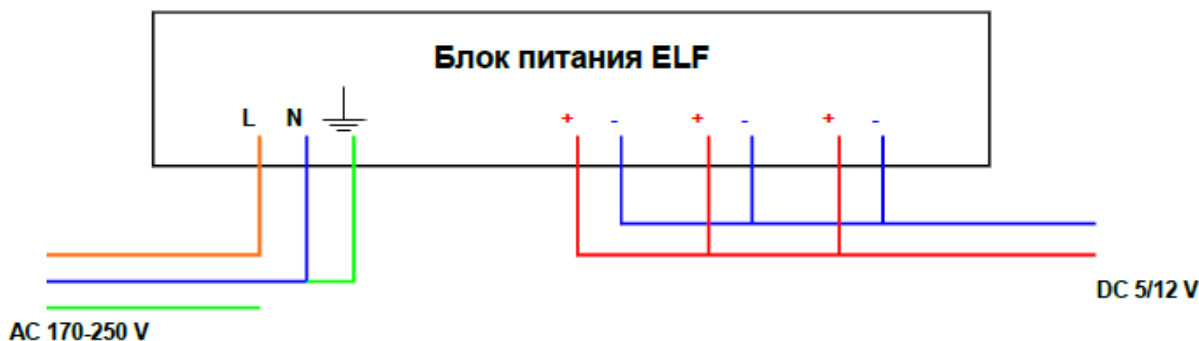 Блок питания ELF
L N + - + - + -
DC 5/12 V
AC 170-250 V